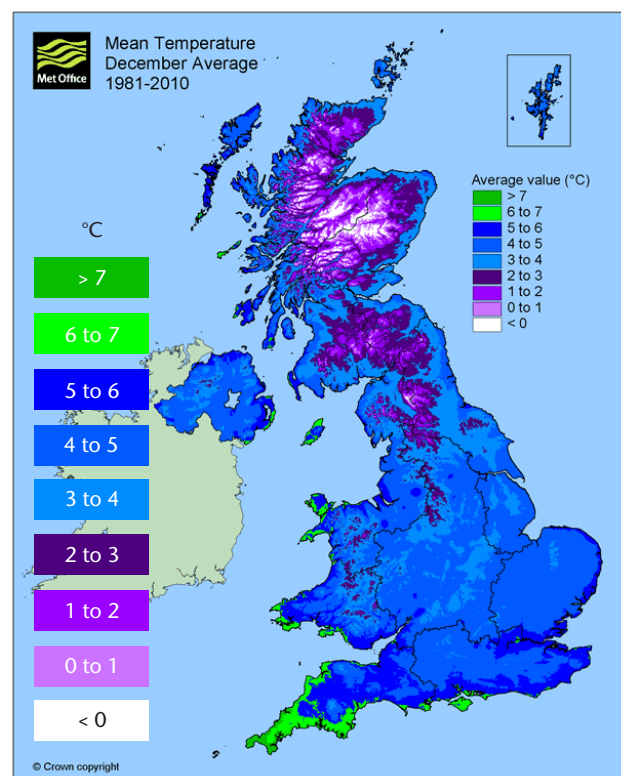 Met Office
Mean Temperature
December Average
1981-2010
Average value (°C)
> 7
6 to 7
5 to 6
4 to 5
3 to 4
2 to 3
1 to 2
0 to 1
< 0
°C
> 7
6 to 7
5 to 6
4 to 5
3 to 4
2 to 3
1 to 2
0 to 1
< 0
© Crown copyright